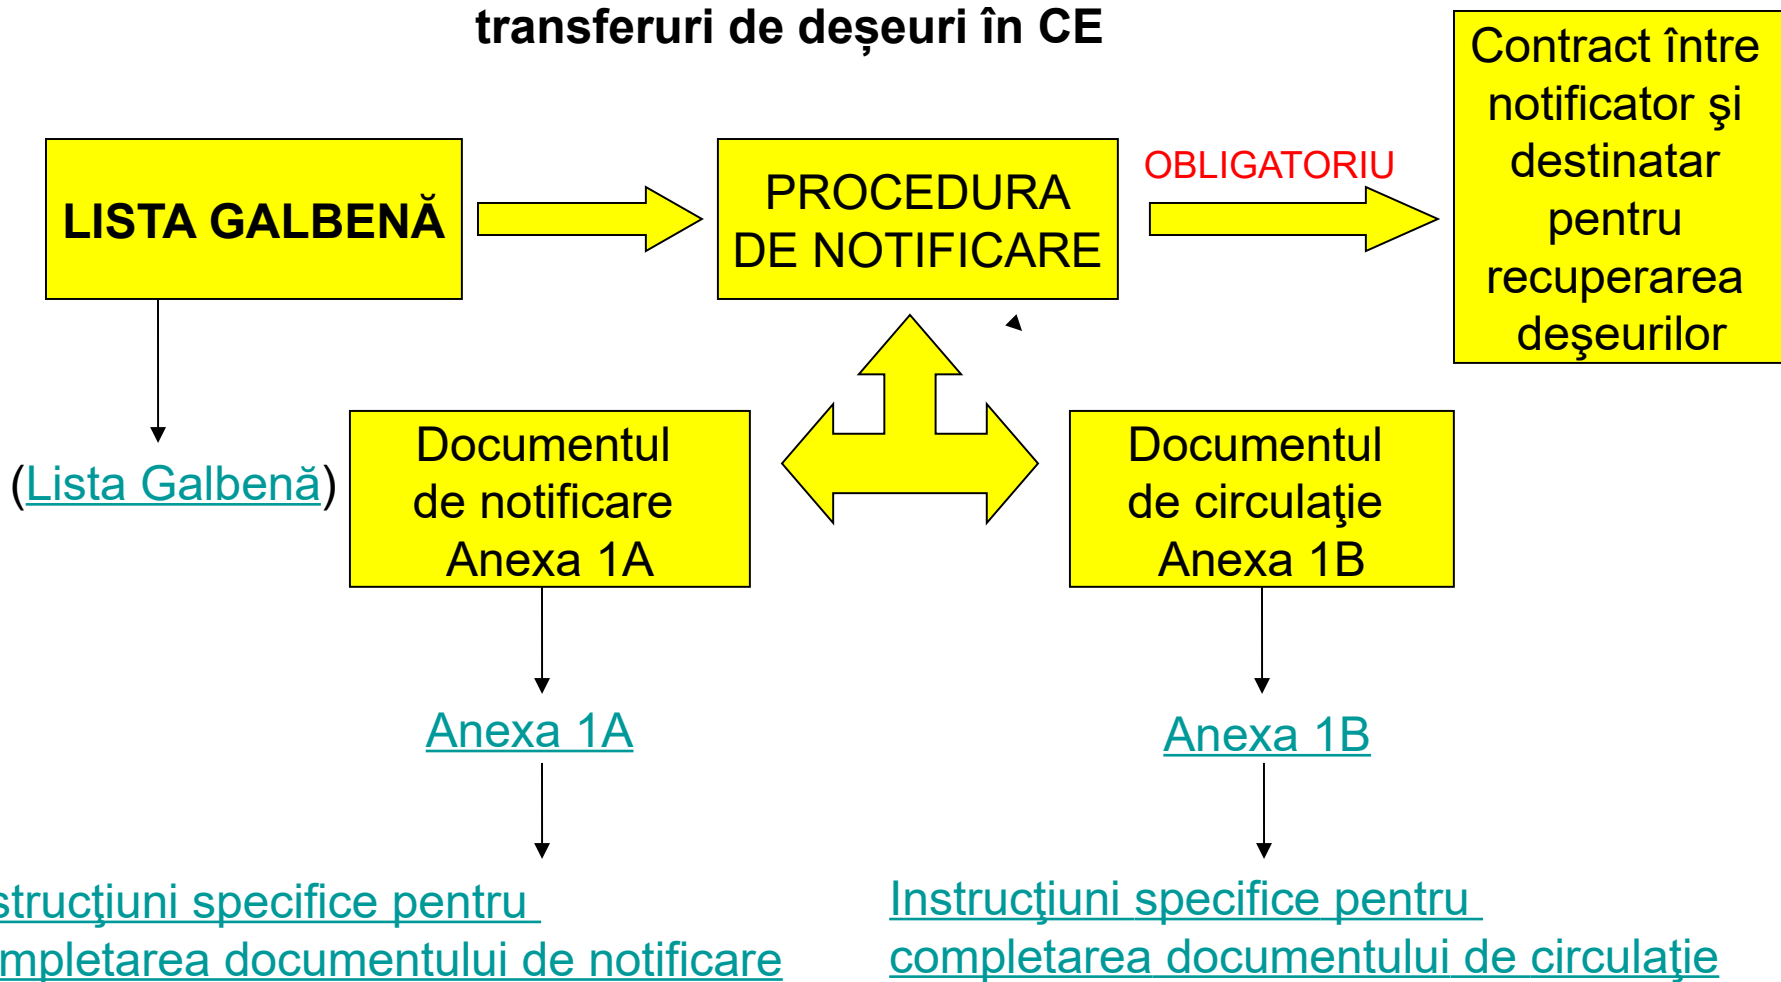 transferuri de deșeuri în CE
Contract între
notificator şi
destinatar
pentru
recuperarea
deşeurilor
LISTA GALBENĂ
PROCEDURA
DE NOTIFICARE
OBLIGATORIU
(Lista Galbenă)
Documentul
de notificare
Anexa 1A
Documentul
de circulaţie
Anexa 1B
Anexa 1A
Anexa 1B
strucţiuni specifice pentru
mpletarea documentului de notificare
Instrucţiuni specifice pentru
completarea documentului de circulaţie